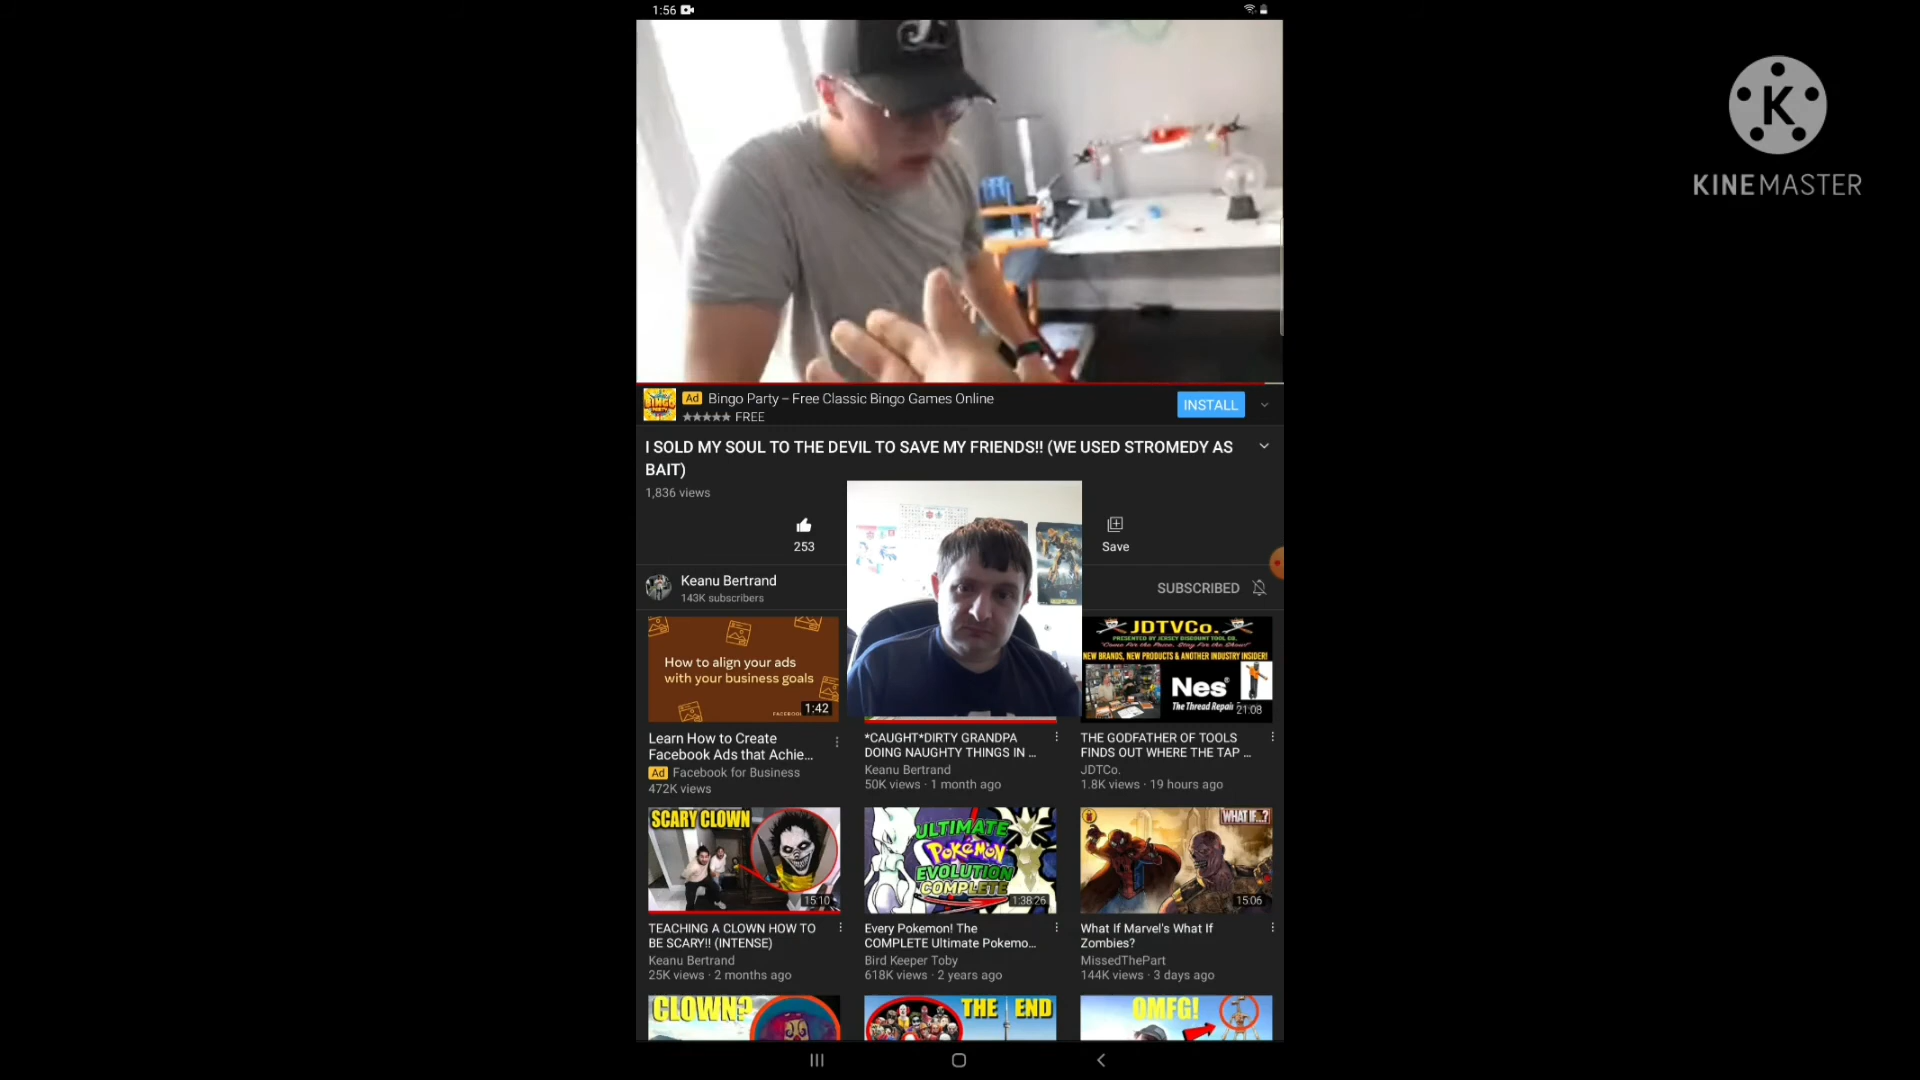 1:56
KINEMASTER
Ad Bingo Party – Free Classic Bingo Games Online
★★★★★ FREE
INSTALL
I SOLD MY SOUL TO THE DEVIL TO SAVE MY FRIENDS!! (WE USED STROMEDY AS
BAIT)
1,836 views
253
Save
Keanu Bertrand
143K subscribers
SUBSCRIBED
How to align your ads
with your business goals
1:42
JDTVCo.
PRESENTED BY JERSEY DISCOUNT TOOL CO.
NEW BRANDS, NEW PRODUCTS & ANOTHER INDUSTRY INSIDER!
Nes
The Thread Repair
21:08
Learn How to Create
Facebook Ads that Achie...
Ad Facebook for Business
472K views
*CAUGHT*DIRTY GRANDPA
DOING NAUGHTY THINGS IN ...
Keanu Bertrand
50K views · 1 month ago
THE GODFATHER OF TOOLS
FINDS OUT WHERE THE TAP ...
JDTCo.
1.8K views · 19 hours ago
SCARY CLOWN
15:10
ULTIMATE
POKéMON
EVOLUTION
COMPLETE
1:38:26
WHAT IF...?
15:06
TEACHING A CLOWN HOW TO
BE SCARY!! (INTENSE)
Keanu Bertrand
25K views · 2 months ago
Every Pokemon! The
COMPLETE Ultimate Pokemo...
Bird Keeper Toby
618K views · 2 years ago
What If Marvel's What If
Zombies?
MissedThePart
144K views · 3 days ago
CLOWN?
THE END
OMFG!